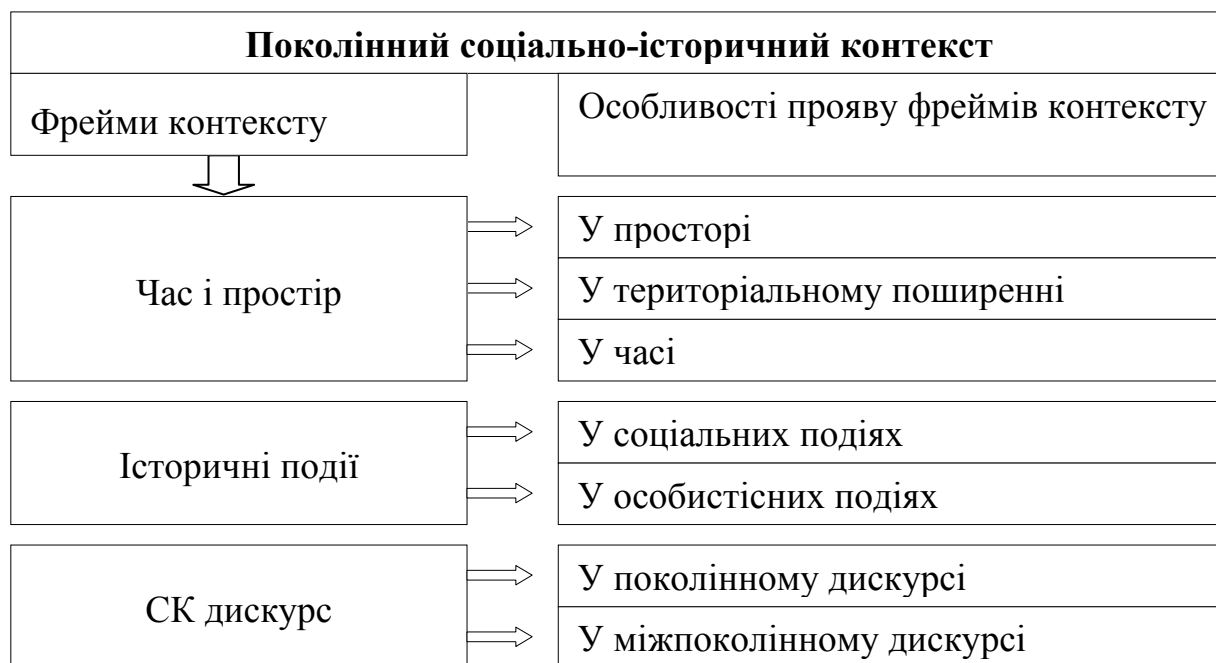 Поколінний соціально-історичний контекст
Фрейми контексту
Особливості прояву фреймів контексту
Час і простір
У просторі
У територіальному поширенні
У часі
Історичні події
У соціальних подіях
У особистісних подіях
СК дискурс
У поколінному дискурсі
У міжпоколінному дискурсі